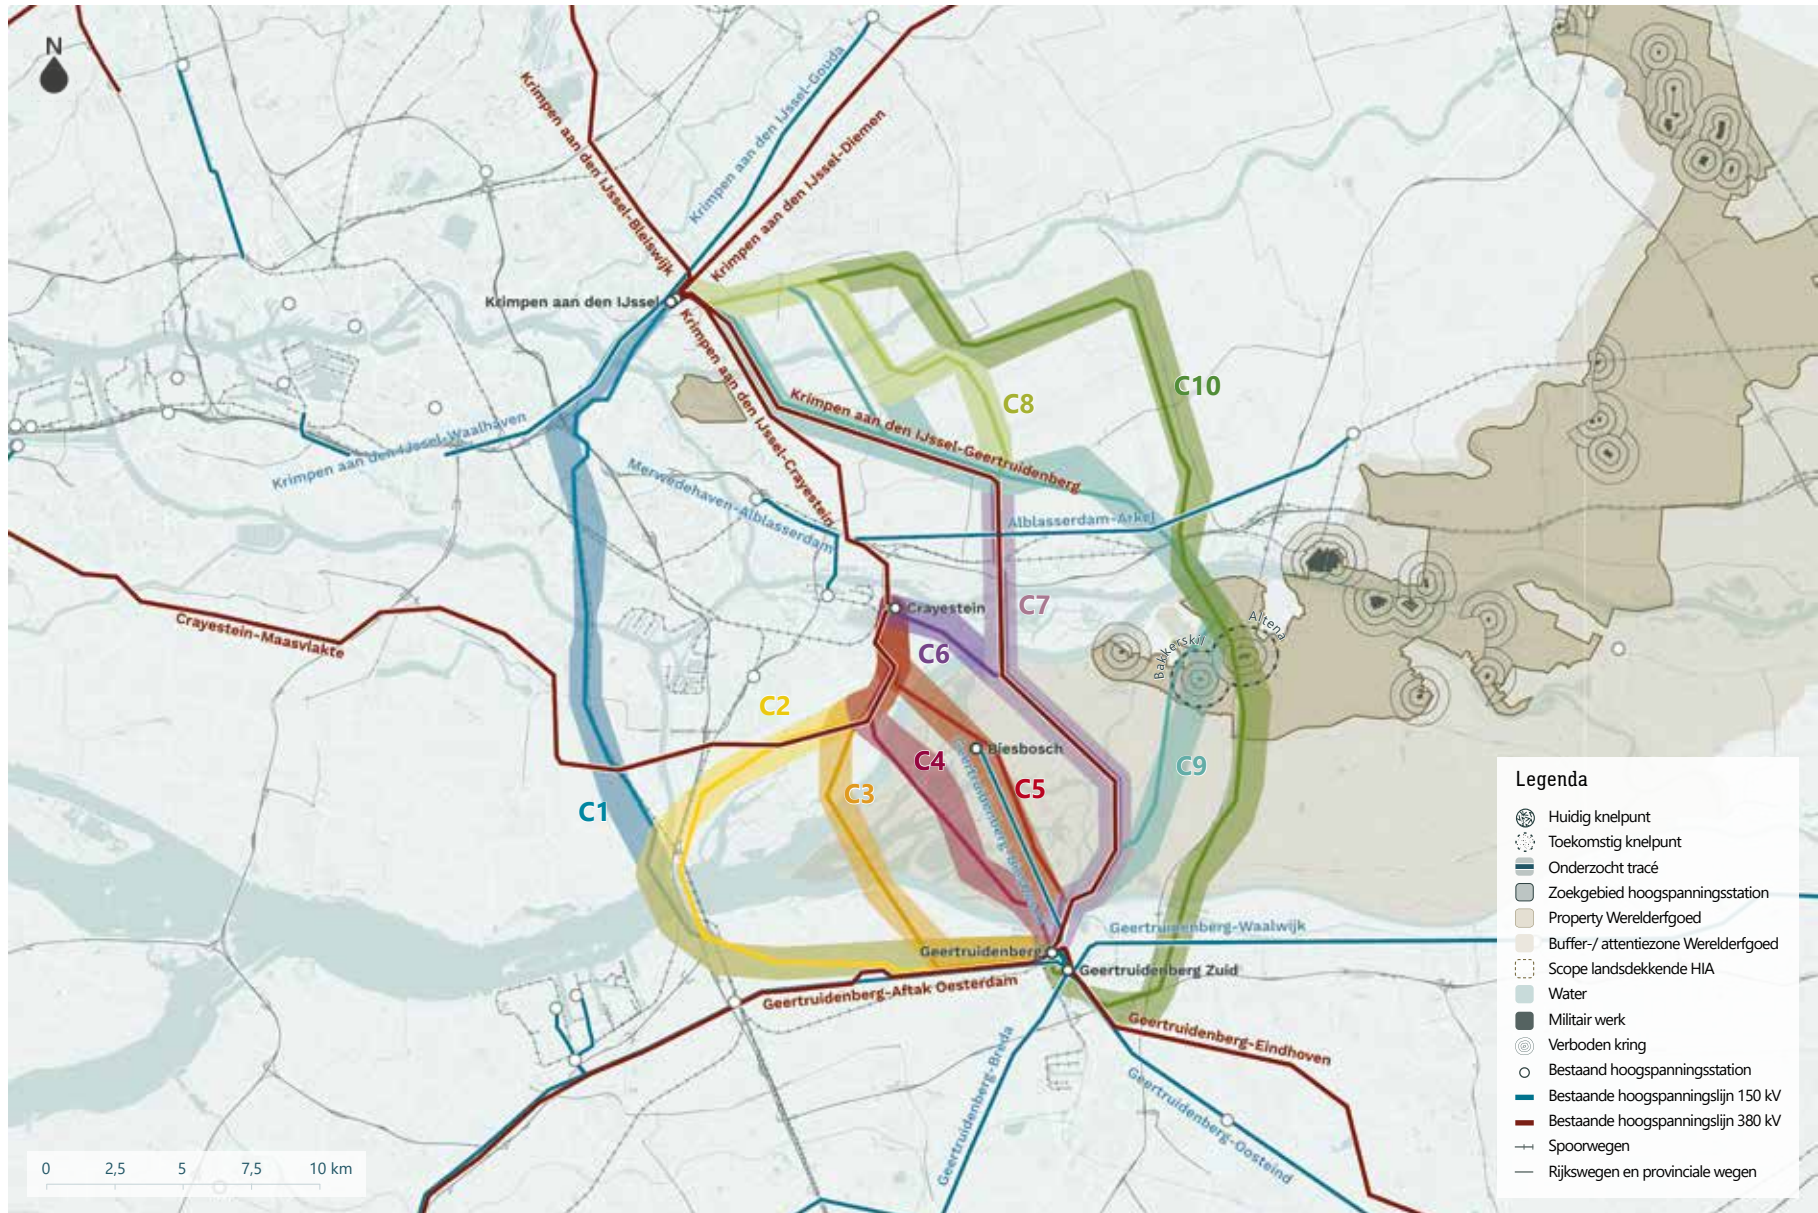 N
Krimpen aan den IJssel-Bleiswijk
Krimpen aan den IJssel-Gouda
Krimpen aan den IJssel-Diemen
Krimpen aan den IJssel
Krimpen aan den IJssel-Crayestein
Krimpen aan den IJssel-Geertruidenberg
Krimpen aan den IJssel-Waalhaven
Merwedehaven-Alblasserdam
Alblasserdam-Arkel
C8
C10
Crayestein
C7
C6
Crayestein-Maasvlakte
Bakkerskil
Altena
C2
Biesbosch
C4
C5
C3
C9
C1
Geertruidenberg
Geertruidenberg-Waalwijk
Geertruidenberg Zuid
Geertruidenberg-Aftak Oesterdam
Geertruidenberg-Eindhoven
Geertruidenberg-Breda
Geertruidenberg-Oosteind
0 2,5 5 7,5 10 km
Legenda
Huidig knelpunt
Toekomstig knelpunt
Onderzocht tracé
Zoekgebied hoogspanningsstation
Property Werelderfgoed
Buffer-/ attentiezone Werelderfgoed
Scope landsdekkende HIA
Water
Militair werk
Verboden kring
Bestaand hoogspanningsstation
Bestaande hoogspanningslijn 150 kV
Bestaande hoogspanningslijn 380 kV
Spoorwegen
Rijkswegen en provinciale wegen